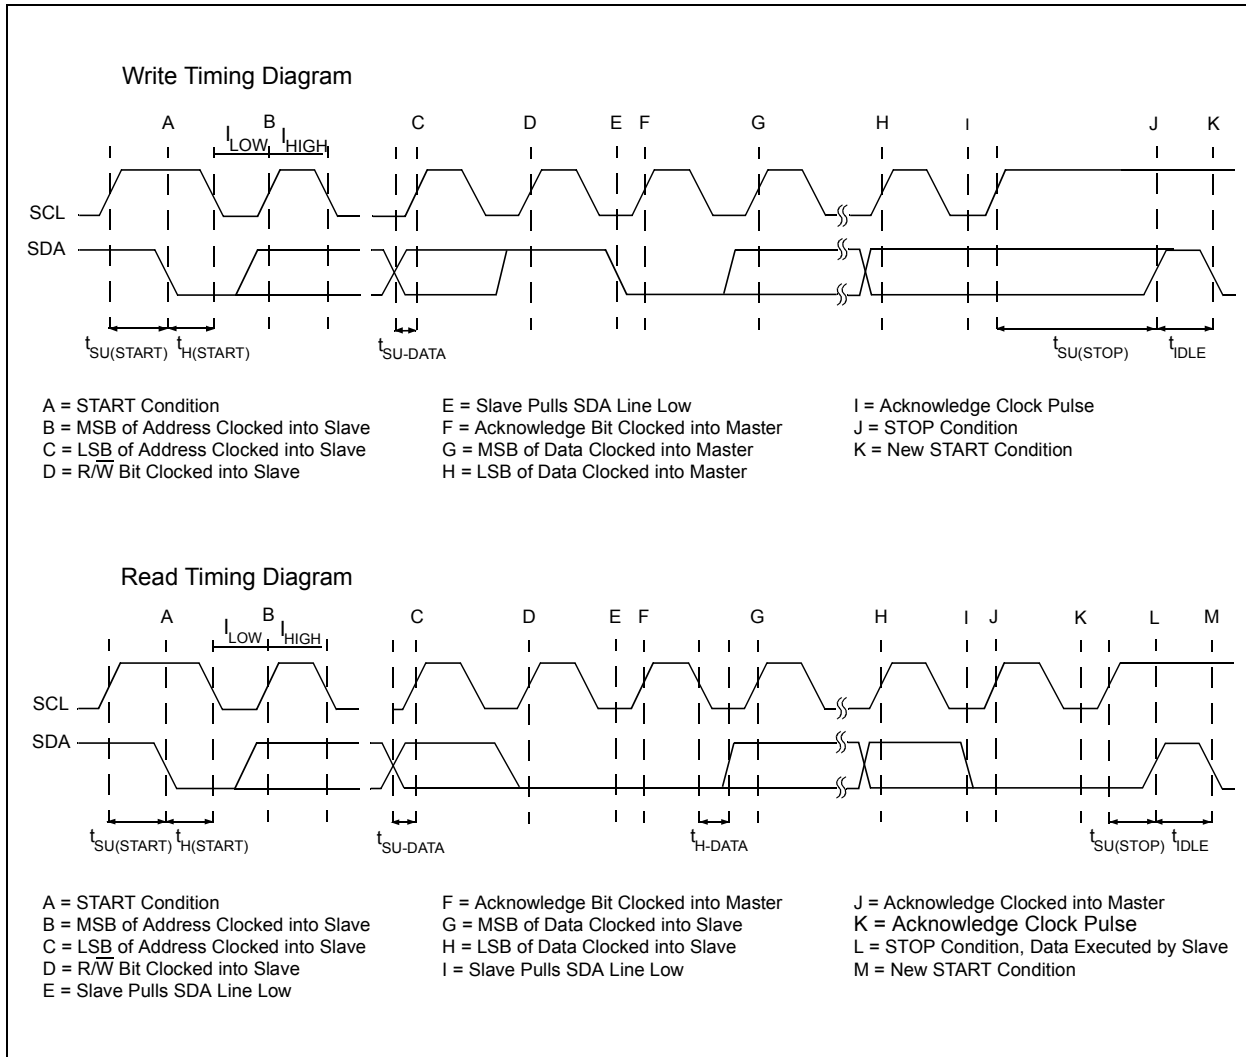 Write Timing Diagram
A B C D E F G H I J K
I LOW I HIGH
SCL
SDA
tSU(START) tH(START) tSU-DATA tSU(STOP) tIDLE
A = START Condition
B = MSB of Address Clocked into Slave
C = LSB of Address Clocked into Slave
D = R/W̅ Bit Clocked into Slave
E = Slave Pulls SDA Line Low
F = Acknowledge Bit Clocked into Master
G = MSB of Data Clocked into Master
H = LSB of Data Clocked into Master
I = Acknowledge Clock Pulse
J = STOP Condition
K = New START Condition
Read Timing Diagram
A B C D E F G H I J K L M
I LOW I HIGH
SCL
SDA
tSU(START) tH(START) tSU-DATA tH-DATA tSU(STOP) tIDLE
A = START Condition
B = MSB of Address Clocked into Slave
C = LSB of Address Clocked into Slave
D = R/W̅ Bit Clocked into Slave
E = Slave Pulls SDA Line Low
F = Acknowledge Bit Clocked into Master
G = MSB of Data Clocked into Slave
H = LSB of Data Clocked into Slave
I = Slave Pulls SDA Line Low
J = Acknowledge Clocked into Master
K = Acknowledge Clock Pulse
L = STOP Condition, Data Executed by Slave
M = New START Condition